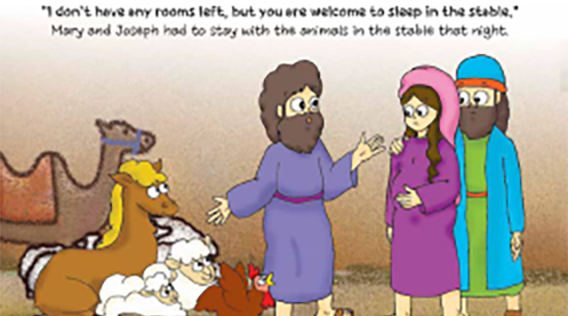 "I don't have any rooms left, but you are welcome to sleep in the stable."
Mary and Joseph had to stay with the animals in the stable that night.